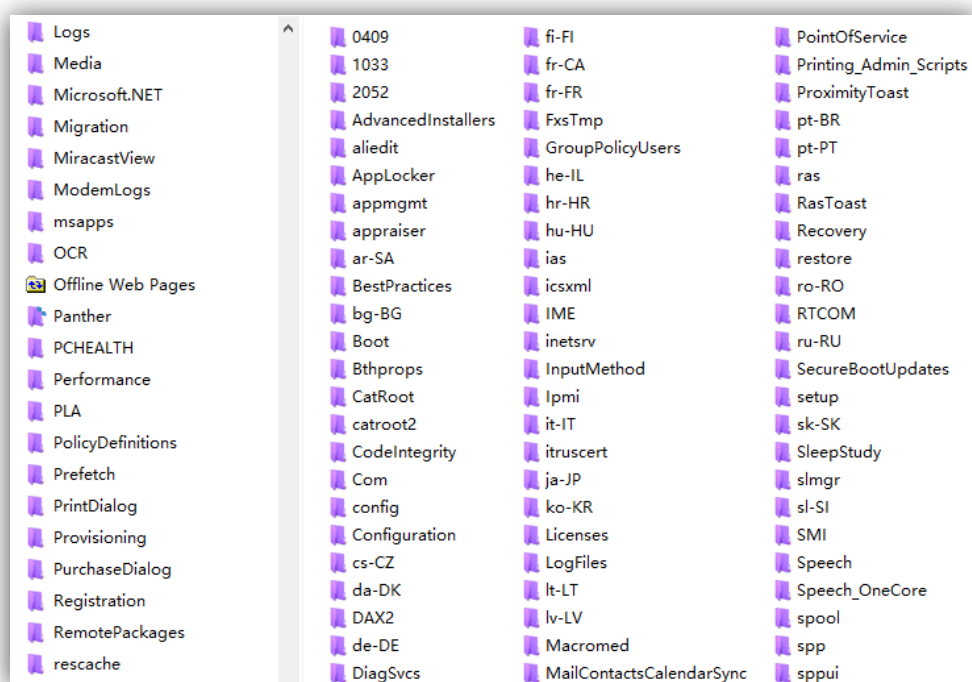 Logs
Media
Microsoft.NET
Migration
MiracastView
ModemLogs
msapps
OCR
Offline Web Pages
Panther
PCHEALTH
Performance
PLA
PolicyDefinitions
Prefetch
PrintDialog
Provisioning
PurchaseDialog
Registration
RemotePackages
rescache
0409
1033
2052
AdvancedInstallers
aliedit
AppLocker
appmgmt
appraiser
ar-SA
BestPractices
bg-BG
Boot
Bthprops
CatRoot
catroot2
CodeIntegrity
Com
config
Configuration
cs-CZ
da-DK
DAX2
de-DE
DiagSvcs
fi-FI
fr-CA
fr-FR
FxsTmp
GroupPolicyUsers
he-IL
hr-HR
hu-HU
ias
icsxml
IME
inetsrv
InputMethod
Ipmi
it-IT
itruscert
ja-JP
ko-KR
Licenses
LogFiles
lt-LT
lv-LV
Macromed
MailContactsCalendarSync
PointOfService
Printing_Admin_Scripts
ProximityToast
pt-BR
pt-PT
ras
RasToast
Recovery
restore
ro-RO
RTCOM
ru-RU
SecureBootUpdates
setup
sk-SK
SleepStudy
slmgr
sl-SI
SMI
Speech
Speech_OneCore
spool
spp
sppui